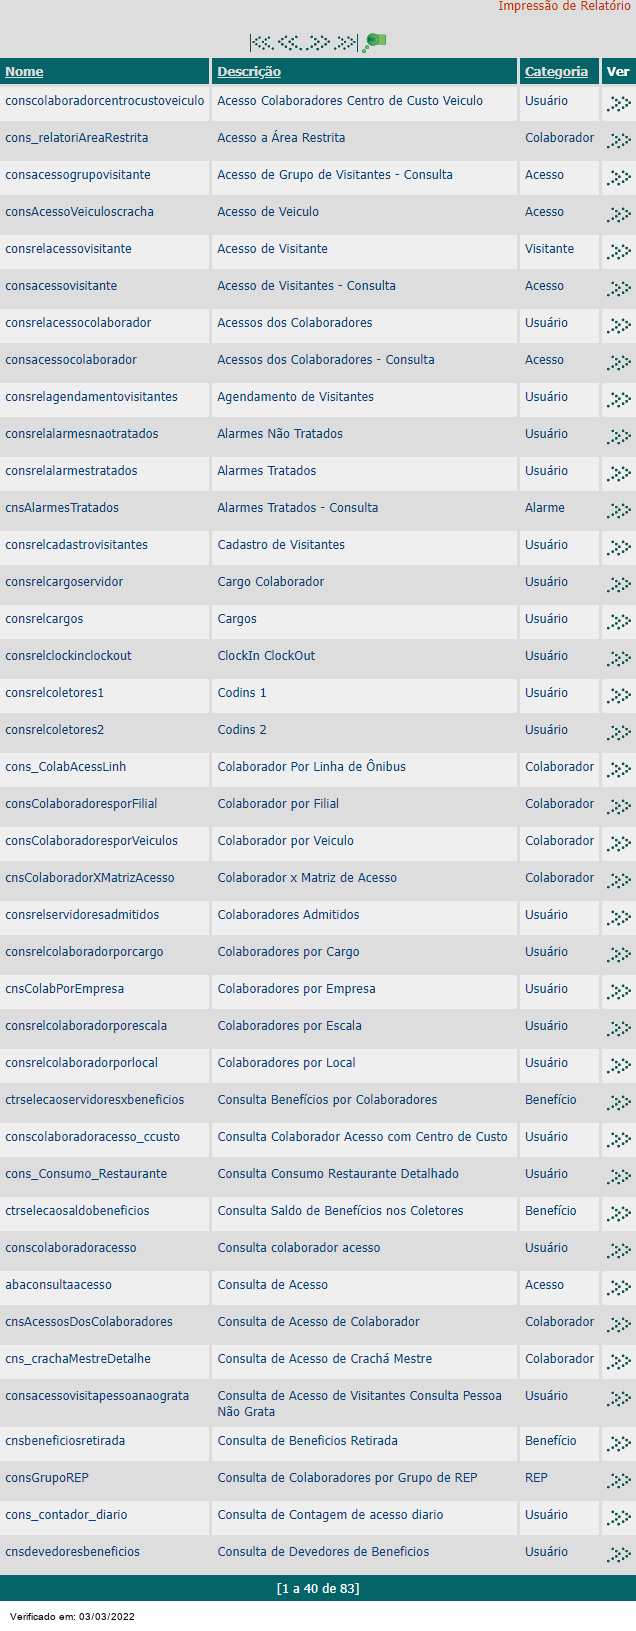 Impressão de Relatório
Nome Descrição Categoria Ver
conscolaboradorcentrocustoveiculo Acesso Colaboradores Centro de Custo Veiculo Usuário
cons_relatoriAreaRestrita Acesso a Área Restrita Colaborador
consacessogrupovisitante Acesso de Grupo de Visitantes - Consulta Acesso
consAcessoVeiculoscracha Acesso de Veiculo Acesso
consrelacessovisitante Acesso de Visitante Visitante
consacessovisitante Acesso de Visitantes - Consulta Acesso
consrelacessocolaborador Acessos dos Colaboradores Usuário
consacessocolaborador Acessos dos Colaboradores - Consulta Acesso
consrelagendamentovisitantes Agendamento de Visitantes Usuário
consrelalarmesnaotratados Alarmes Não Tratados Usuário
consrelalarmestratados Alarmes Tratados Usuário
cnsAlarmesTratados Alarmes Tratados - Consulta Alarme
consrelcadastrovisitantes Cadastro de Visitantes Usuário
consrelcargoservidor Cargo Colaborador Usuário
consrelcargos Cargos Usuário
consrelclockinclockout ClockIn ClockOut Usuário
consrelcoletores1 Codins 1 Usuário
consrelcoletores2 Codins 2 Usuário
cons_ColabAcessLinh Colaborador Por Linha de Ônibus Colaborador
consColaboradoresporFilial Colaborador por Filial Colaborador
consColaboradoresporVeiculos Colaborador por Veiculo Colaborador
cnsColaboradorXMatrizAcesso Colaborador x Matriz de Acesso Colaborador
consrelservidoresadmitidos Colaboradores Admitidos Usuário
consrelcolaboradorporcargo Colaboradores por Cargo Usuário
cnsColabPorEmpresa Colaboradores por Empresa Usuário
consrelcolaboradorporescala Colaboradores por Escala Usuário
consrelcolaboradorporlocal Colaboradores por Local Usuário
ctrselecaoservidoresxbeneficios Consulta Benefícios por Colaboradores Benefício
conscolaboradoracesso_ccusto Consulta Colaborador Acesso com Centro de Custo Usuário
cons_Consumo_Restaurante Consulta Consumo Restaurante Detalhado Usuário
ctrselecaosaldobeneficios Consulta Saldo de Benefícios nos Coletores Benefício
conscolaboradoracesso Consulta colaborador acesso Usuário
abaconsultaacesso Consulta de Acesso Acesso
cnsAcessosDosColaboradores Consulta de Acesso de Colaborador Colaborador
cns_crachaMestreDetalhe Consulta de Acesso de Crachá Mestre Colaborador
consacessovisitapessoanaograta Consulta de Acesso de Visitantes Consulta Pessoa Usuário
Não Grata
cnsbeneficiosretirada Consulta de Beneficios Retirada Benefício
consGrupoREP Consulta de Colaboradores por Grupo de REP REP
cons_contador_diario Consulta de Contagem de acesso diario Usuário
cnsdevedoresbeneficios Consulta de Devedores de Beneficios Usuário
[1 a 40 de 83]
Verificado em: 03/03/2022